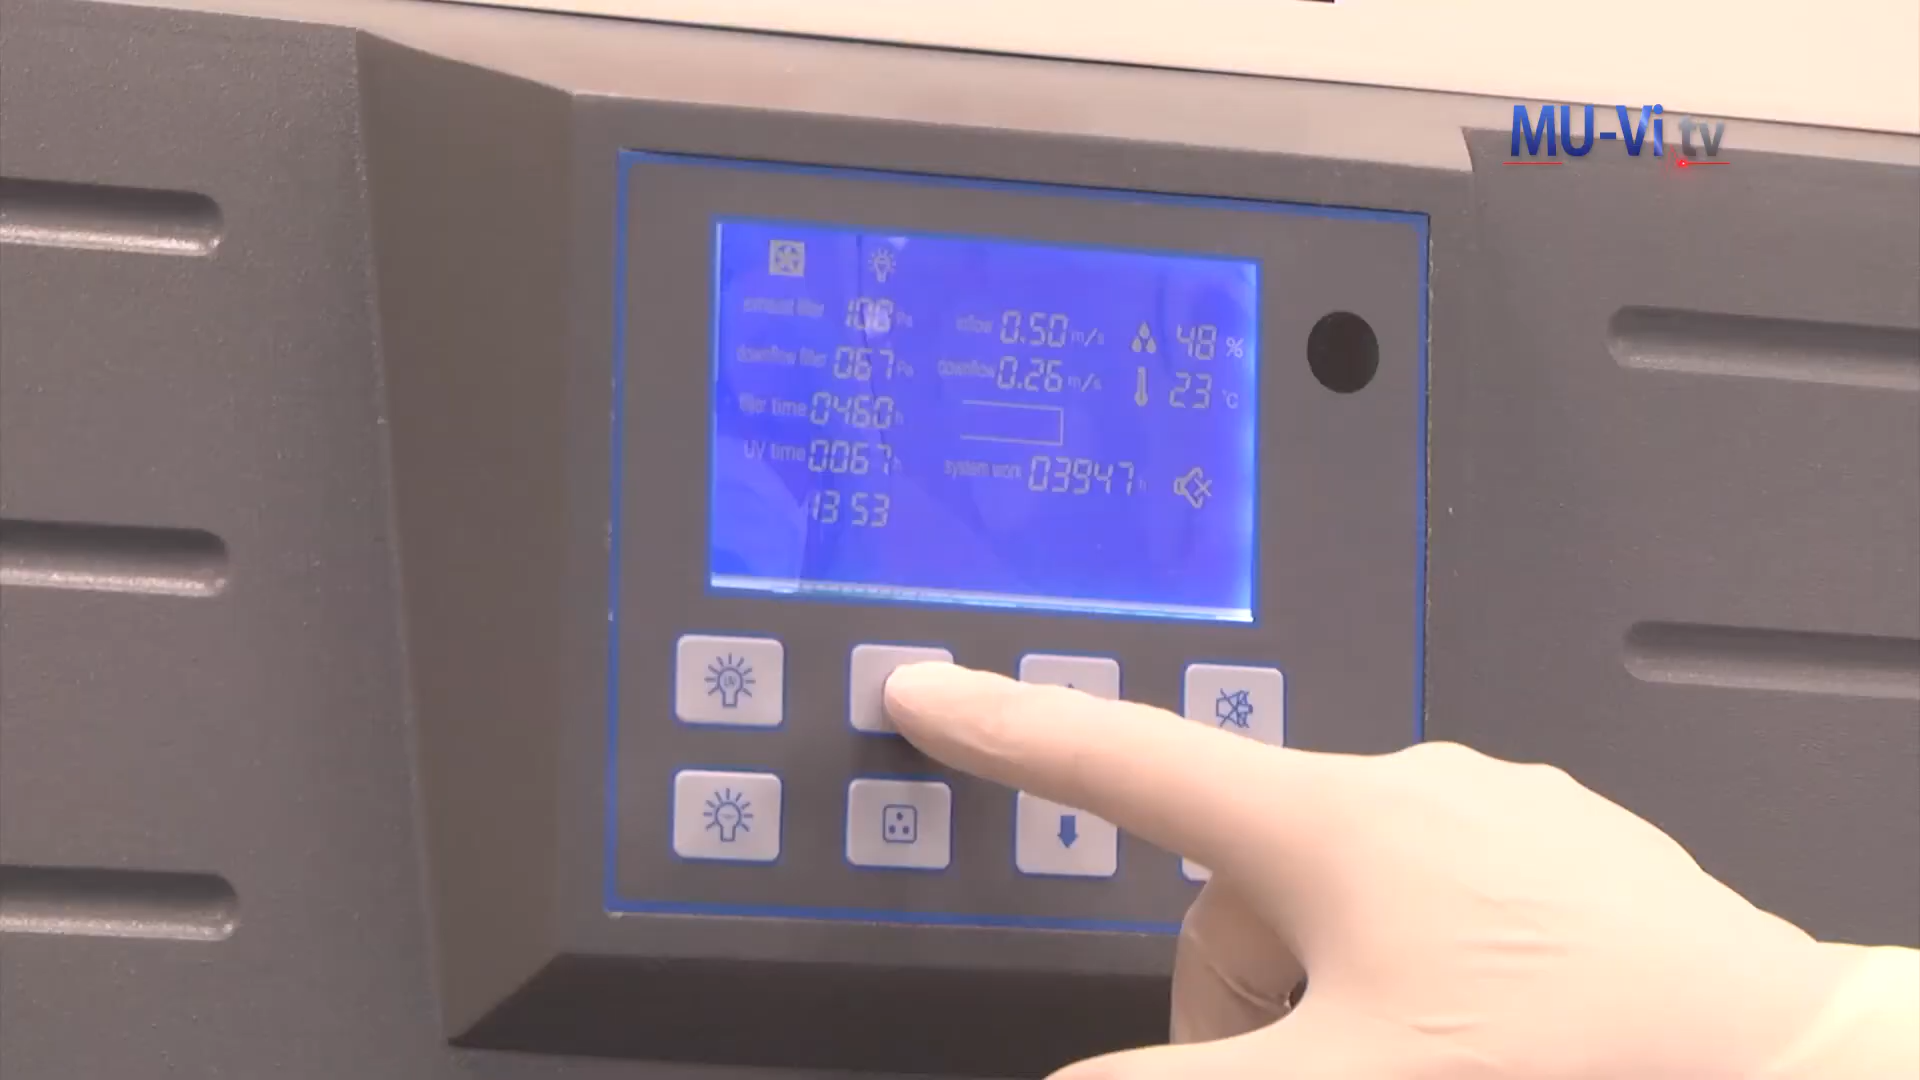 MU-Vi tv
exhaust filter 108 Pa
inflow 0.50 m/s
48 %
downflow filter 067 Pa
downflow 0.26 m/s
23 °C
filter time 0460 h
UV time 0067 h
system work 03947 h
13 53
UV